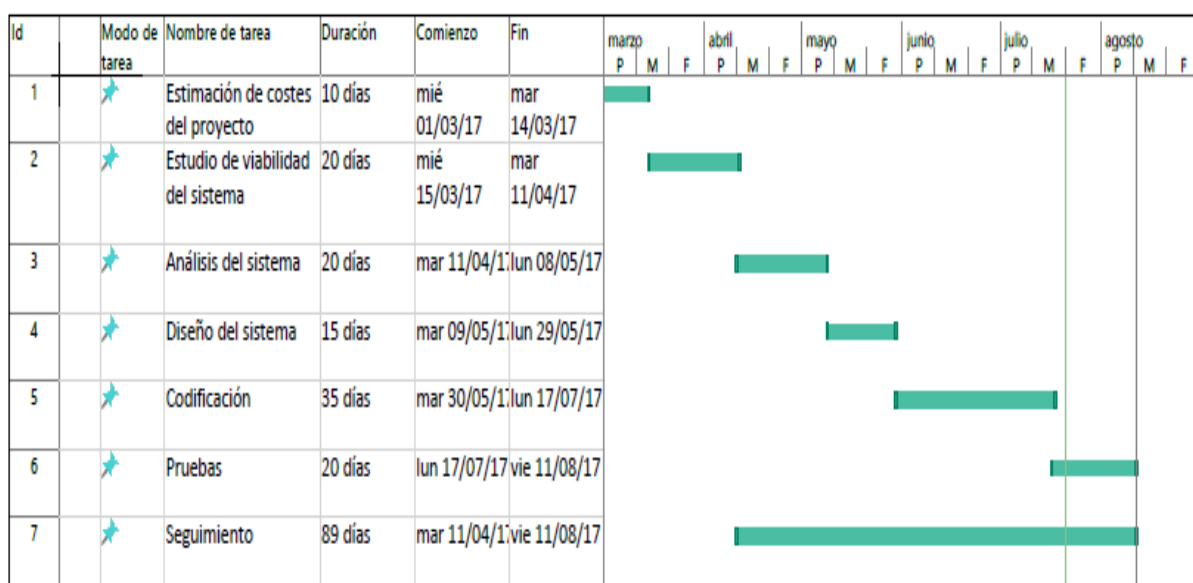 Id Modo de Nombre de tarea Duración Comienzo Fin
tarea
marzo abril mayo junio julio agosto
P M F P M F P M F P M F P M F P M F
1 Estimación de costes 10 días mié mar
del proyecto 01/03/17 14/03/17
2 Estudio de viabilidad 20 días mié mar
del sistema 15/03/17 11/04/17
3 Análisis del sistema 20 días mar 11/04/17 lun 08/05/17
4 Diseño del sistema 15 días mar 09/05/17 lun 29/05/17
5 Codificación 35 días mar 30/05/17 lun 17/07/17
6 Pruebas 20 días lun 17/07/17 vie 11/08/17
7 Seguimiento 89 días mar 11/04/17 vie 11/08/17